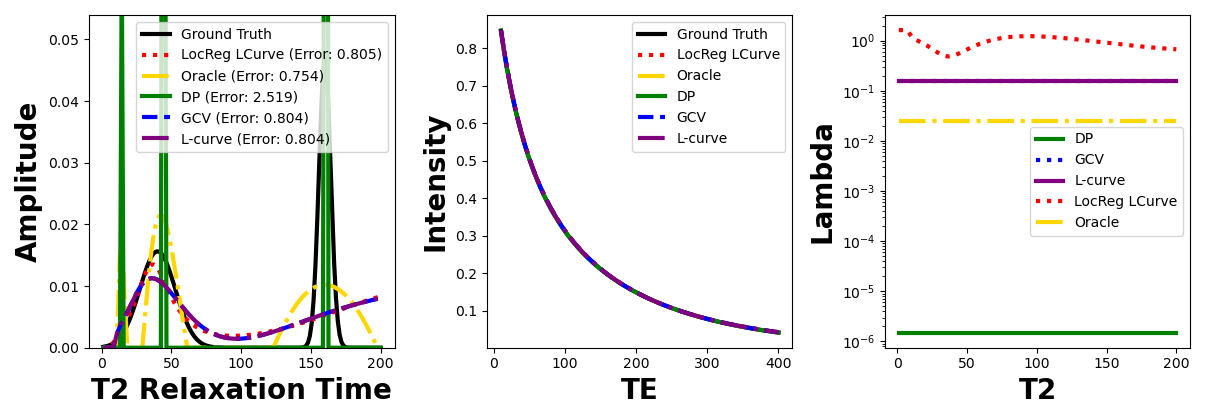 Amplitude
0.05
0.04
0.03
0.02
0.01
0.00
Ground Truth
LocReg LCurve (Error: 0.805)
Oracle (Error: 0.754)
DP (Error: 2.519)
GCV (Error: 0.804)
L-curve (Error: 0.804)
0 50 100 150 200
T2 Relaxation Time
Intensity
0.8
0.7
0.6
0.5
0.4
0.3
0.2
0.1
Ground Truth
LocReg LCurve
Oracle
DP
GCV
L-curve
0 100 200 300 400
TE
Lambda
10⁰
10⁻¹
10⁻²
10⁻³
10⁻⁴
10⁻⁵
10⁻⁶
DP
GCV
L-curve
LocReg LCurve
Oracle
0 50 100 150 200
T2